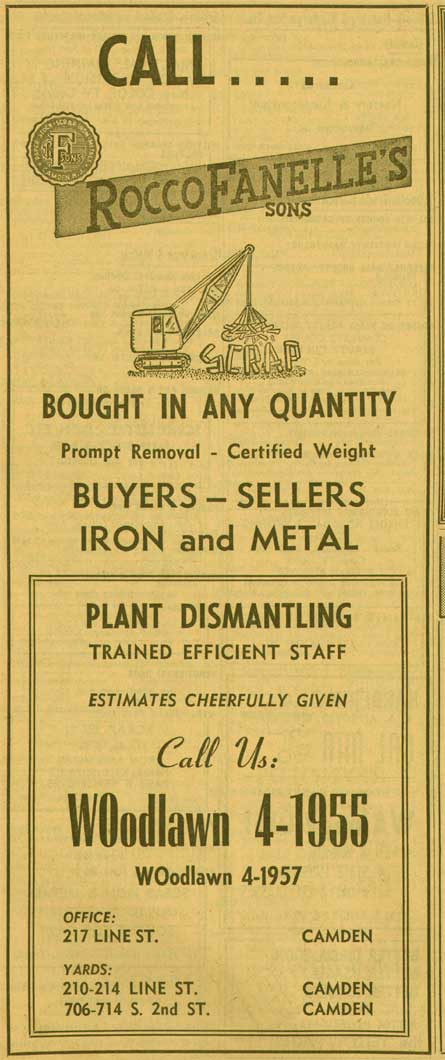 CALL.....
F
SONS
CAMDEN N.J.
ROCCO FANELLE'S
SONS
SCRAP
BOUGHT IN ANY QUANTITY
Prompt Removal - Certified Weight
BUYERS – SELLERS
IRON and METAL
PLANT DISMANTLING
TRAINED EFFICIENT STAFF
ESTIMATES CHEERFULLY GIVEN
Call Us:
WOodlawn 4-1955
WOodlawn 4-1957
OFFICE:
217 LINE ST. CAMDEN
YARDS:
210-214 LINE ST. CAMDEN
706-714 S. 2nd ST. CAMDEN